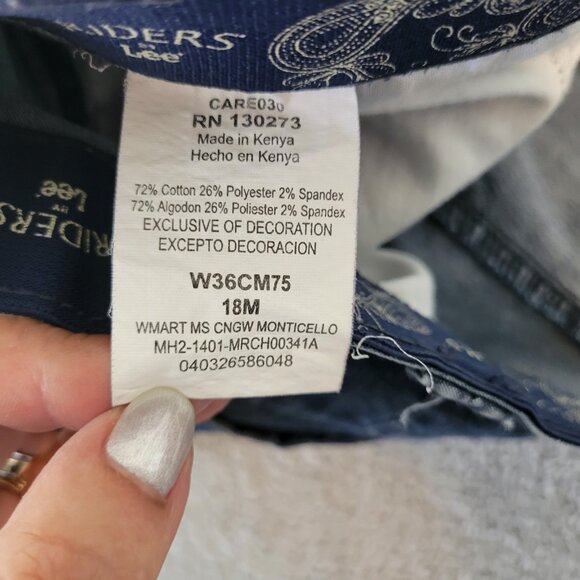 RIDERS
BY
Lee
CARE030
RN 130273
Made in Kenya
Hecho en Kenya
72% Cotton 26% Polyester 2% Spandex
72% Algodon 26% Poliester 2% Spandex
EXCLUSIVE OF DECORATION
EXCEPTO DECORACION
W36CM75
18M
WMART MS CNGW MONTICELLO
MH2-1401-MRCH00341A
040326586048
RIDERS
BY
Lee